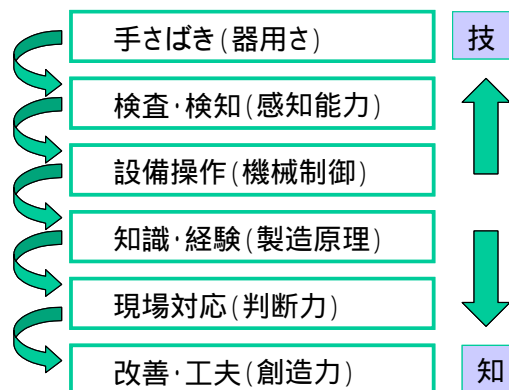 手さばき(器用さ)
技
検査・検知(感知能力)
設備操作(機械制御)
知識・経験(製造原理)
現場対応(判断力)
改善・工夫(創造力)
知